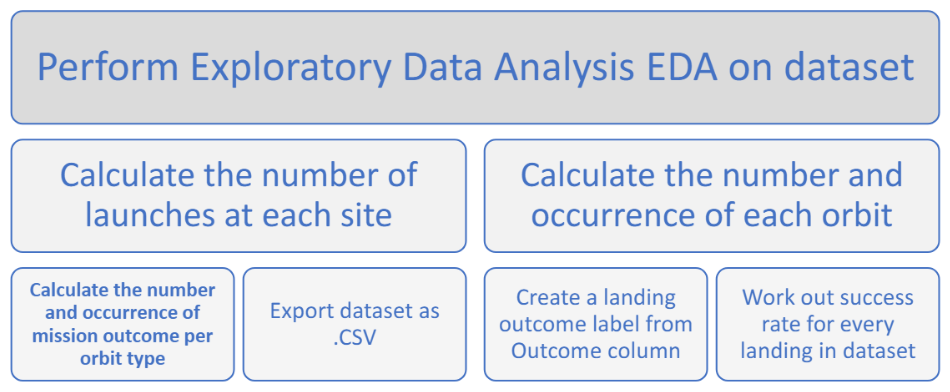 Perform Exploratory Data Analysis EDA on dataset
Calculate the number of
launches at each site
Calculate the number and
occurrence of each orbit
Calculate the number
and occurrence of
mission outcome per
orbit type
Export dataset as
.CSV
Create a landing
outcome label from
Outcome column
Work out success
rate for every
landing in dataset